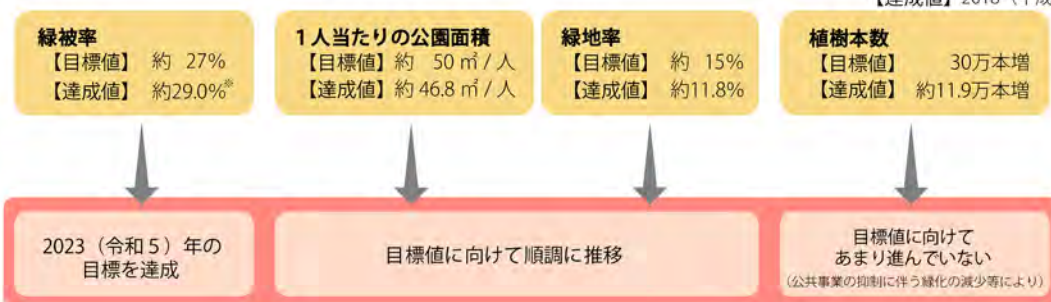 【達成値】2018（平成
緑被率
【目標値】 約 27%
【達成値】 約29.0%※
1人当たりの公園面積
【目標値】 約 50 ㎡ / 人
【達成値】 約 46.8 ㎡ / 人
緑地率
【目標値】 約 15%
【達成値】 約11.8%
植樹本数
【目標値】 30万本増
【達成値】 約11.9万本増
2023（令和５）年の
目標を達成
目標値に向けて順調に推移
目標値に向けて
あまり進んでいない
（公共事業の抑制に伴う緑化の減少等により）